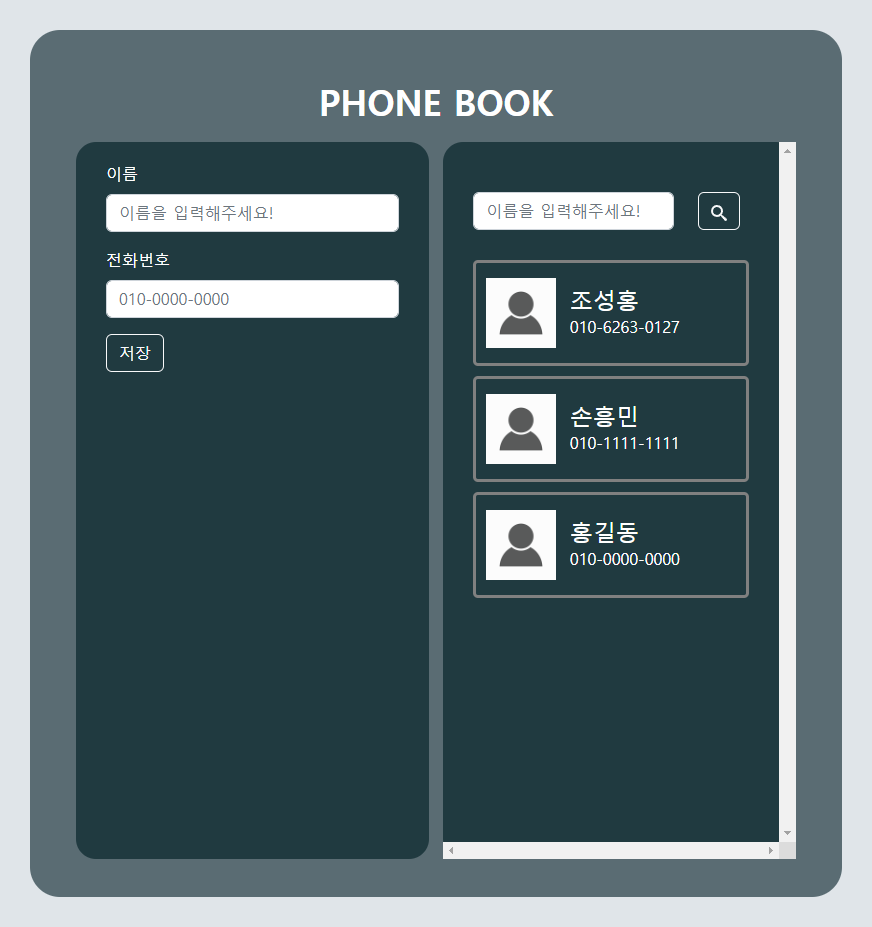 PHONE BOOK
이름
이름을 입력해주세요!
전화번호
010-0000-0000
저장
이름을 입력해주세요!
조성홍
010-6263-0127
손흥민
010-1111-1111
홍길동
010-0000-0000